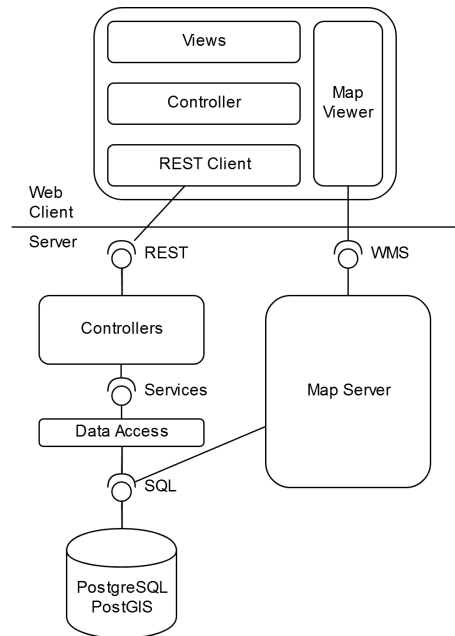 Views
Controller
REST Client
Map
Viewer
Web
Client
Server
REST
WMS
Controllers
Services
Map Server
Data Access
SQL
PostgreSQL
PostGIS